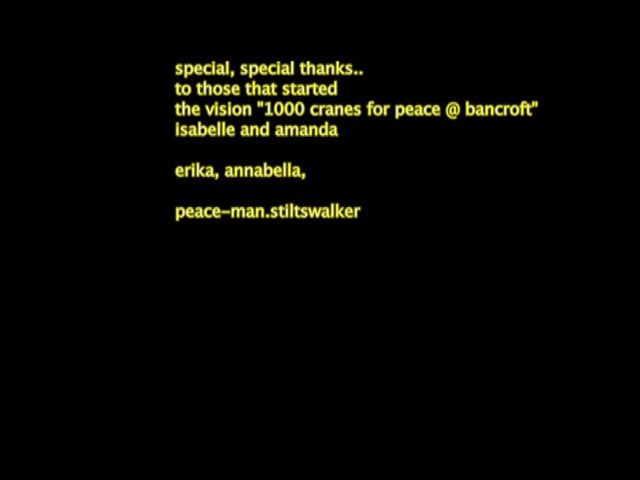 special, special thanks..
to those that started
the vision "1000 cranes for peace @ bancroft"
isabelle and amanda
erika, annabella,
peace-man.stiltswalker